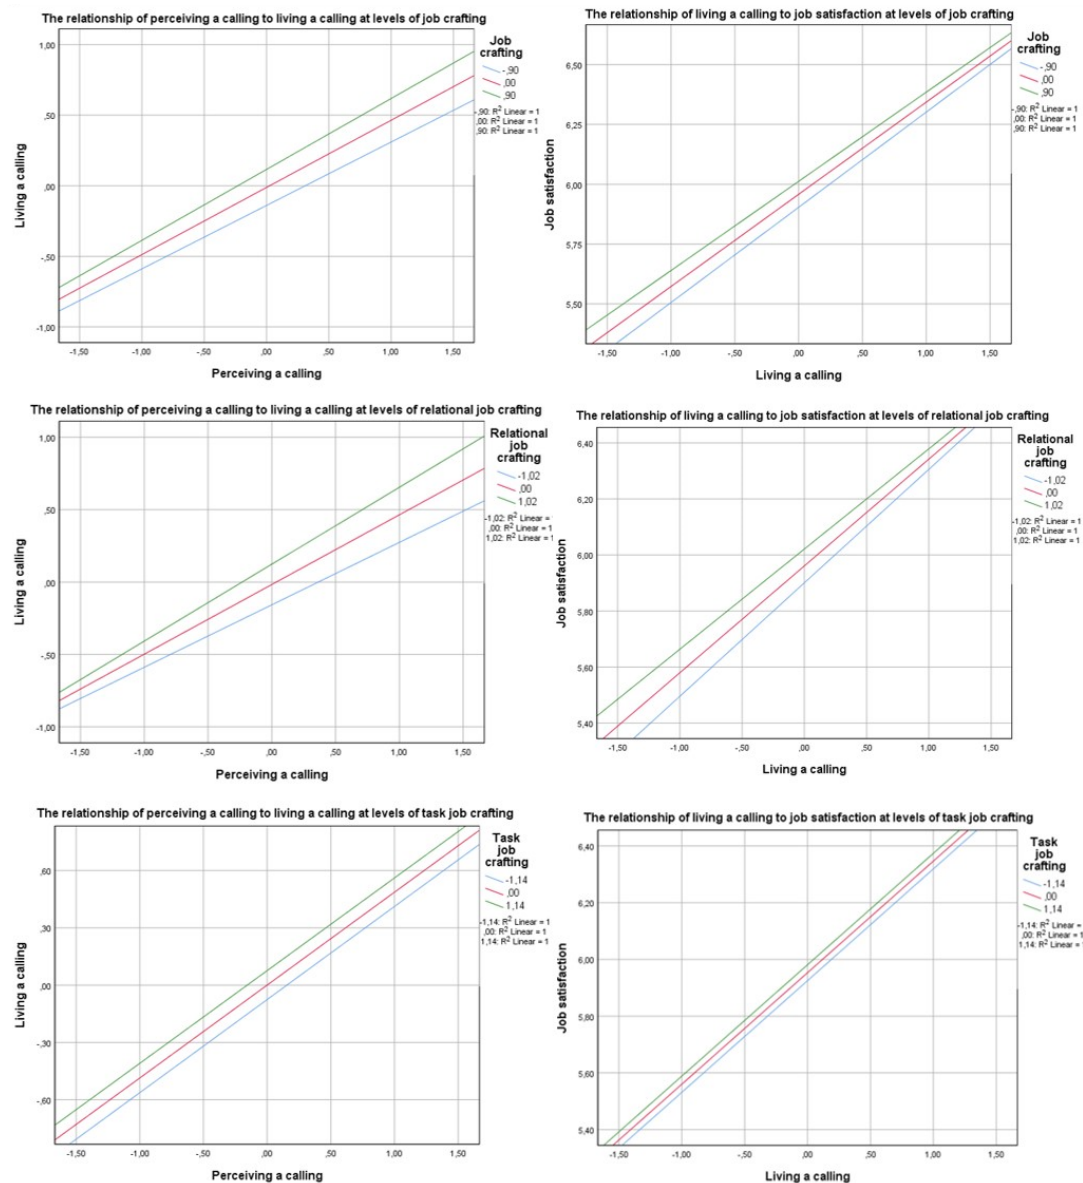 The relationship of perceiving a calling to living a calling at levels of job crafting
Living a calling
1,00
,50
,00
-,50
-1,00
-1,50
-1,00
-,50
,00
,50
1,00
1,50
Perceiving a calling
Job
crafting
-,90
,00
,90
-,90: R² Linear = 1
,00: R² Linear = 1
,90: R² Linear = 1
The relationship of living a calling to job satisfaction at levels of job crafting
Job satisfaction
6,50
6,25
6,00
5,75
5,50
-1,50
-1,00
-,50
,00
,50
1,00
1,50
Living a calling
Job
crafting
-,90
,00
,90
-,90: R² Linear = 1
,00: R² Linear = 1
,90: R² Linear = 1
The relationship of perceiving a calling to living a calling at levels of relational job crafting
Living a calling
1,00
,50
,00
-,50
-1,00
-1,50
-1,00
-,50
,00
,50
1,00
1,50
Perceiving a calling
Relational
job
crafting
-1,02
,00
1,02
-1,02: R² Linear =
,00: R² Linear = 1
1,02: R² Linear = 1
The relationship of living a calling to job satisfaction at levels of relational job crafting
Job satisfaction
6,40
6,20
6,00
5,80
5,60
5,40
-1,50
-1,00
-,50
,00
,50
1,00
1,50
Living a calling
Relational
job
crafting
-1,02
,00
1,02
-1,02: R² Linear = 1
,00: R² Linear = 1
1,02: R² Linear = 1
The relationship of perceiving a calling to living a calling at levels of task job crafting
Living a calling
,60
,30
,00
-,30
-,60
-1,50
-1,00
-,50
,00
,50
1,00
1,50
Perceiving a calling
Task
job
crafting
-1,14
,00
1,14
-1,14: R² Linear = 1
,00: R² Linear = 1
1,14: R² Linear = 1
The relationship of living a calling to job satisfaction at levels of task job crafting
Job satisfaction
6,40
6,20
6,00
5,80
5,60
5,40
-1,50
-1,00
-,50
,00
,50
1,00
1,50
Living a calling
Task
job
crafting
-1,14
,00
1,14
-1,14: R² Linear =
,00: R² Linear = 1
1,14: R² Linear =